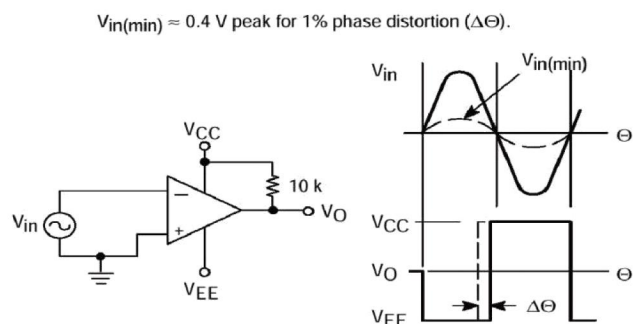 Vin(min) ≈ 0.4 V peak for 1% phase distortion (ΔΘ).
Vin
Vin(min)
Θ
VCC
10 k
Vin
−
+
VO
VEE
VCC
VO
Θ
VEE
ΔΘ